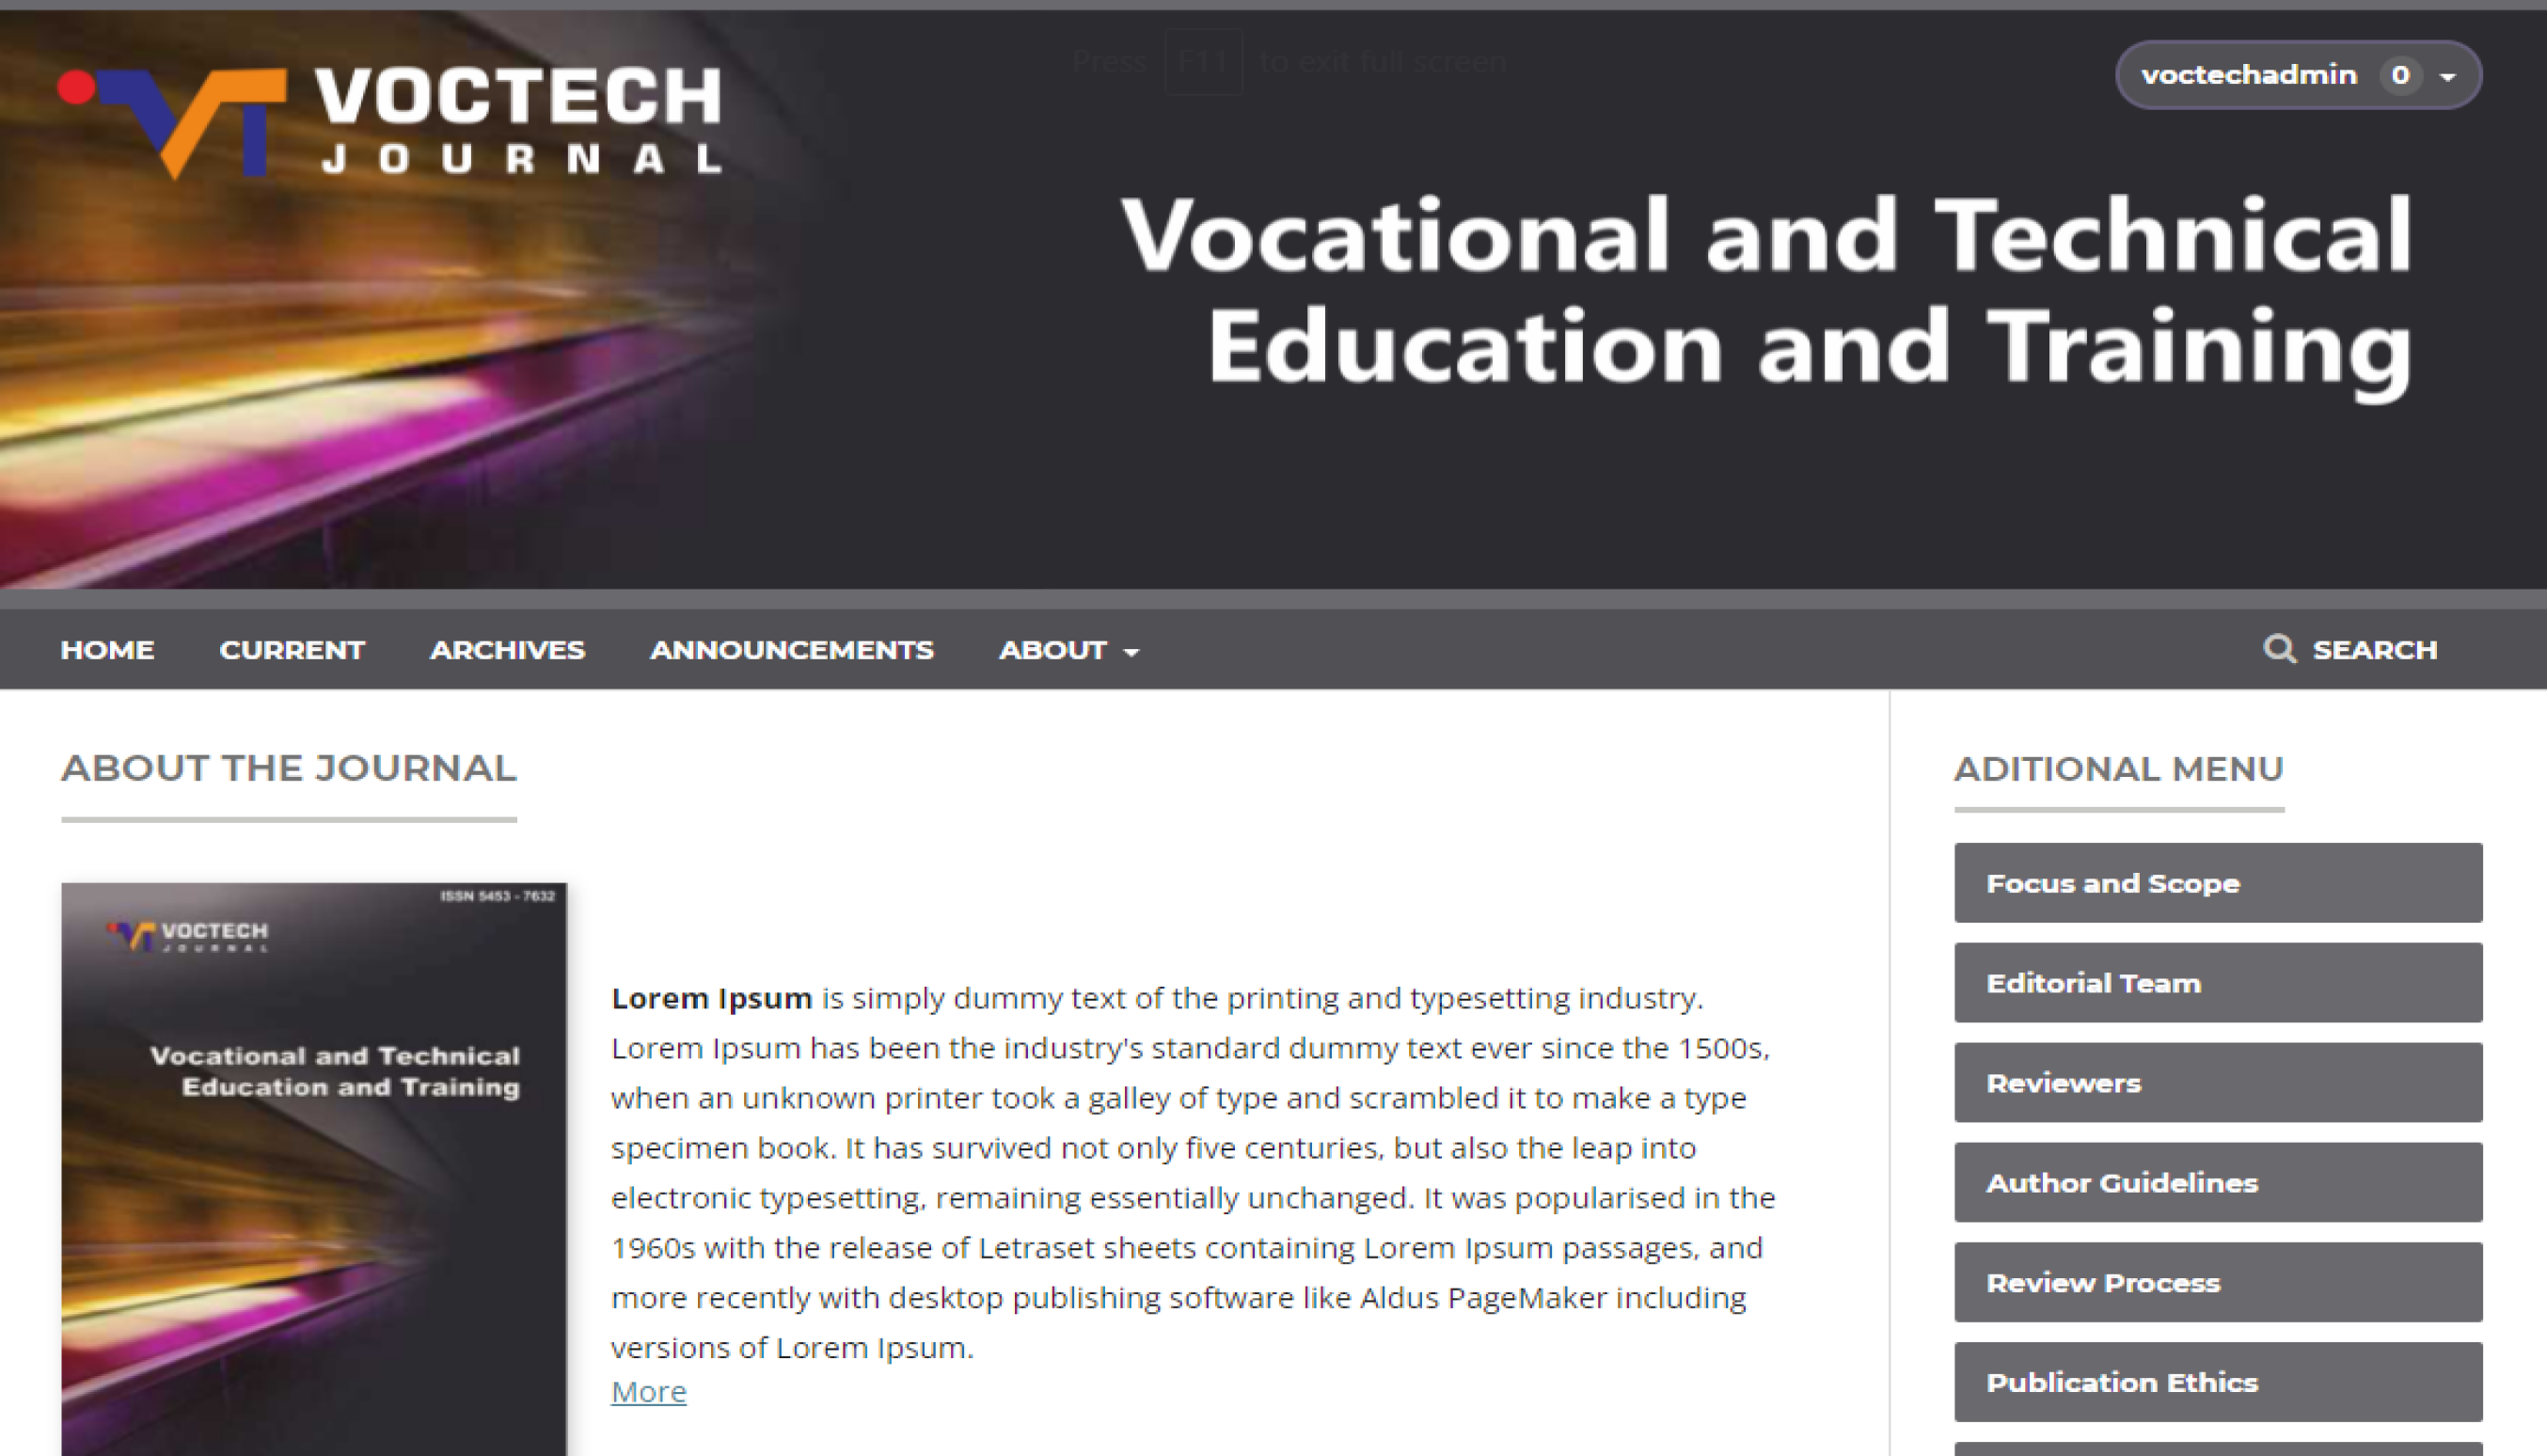 Press F11 to exit full screen
VOCTECH
JOURNAL
voctechadmin 0
Vocational and Technical
Education and Training
HOME CURRENT ARCHIVES ANNOUNCEMENTS ABOUT SEARCH
ABOUT THE JOURNAL
ISSN 5453 - 7632
VOCTECH
JOURNAL
Vocational and Technical
Education and Training
Lorem Ipsum is simply dummy text of the printing and typesetting industry.
Lorem Ipsum has been the industry's standard dummy text ever since the 1500s,
when an unknown printer took a galley of type and scrambled it to make a type
specimen book. It has survived not only five centuries, but also the leap into
electronic typesetting, remaining essentially unchanged. It was popularised in the
1960s with the release of Letraset sheets containing Lorem Ipsum passages, and
more recently with desktop publishing software like Aldus PageMaker including
versions of Lorem Ipsum.
More
ADITIONAL MENU
Focus and Scope
Editorial Team
Reviewers
Author Guidelines
Review Process
Publication Ethics